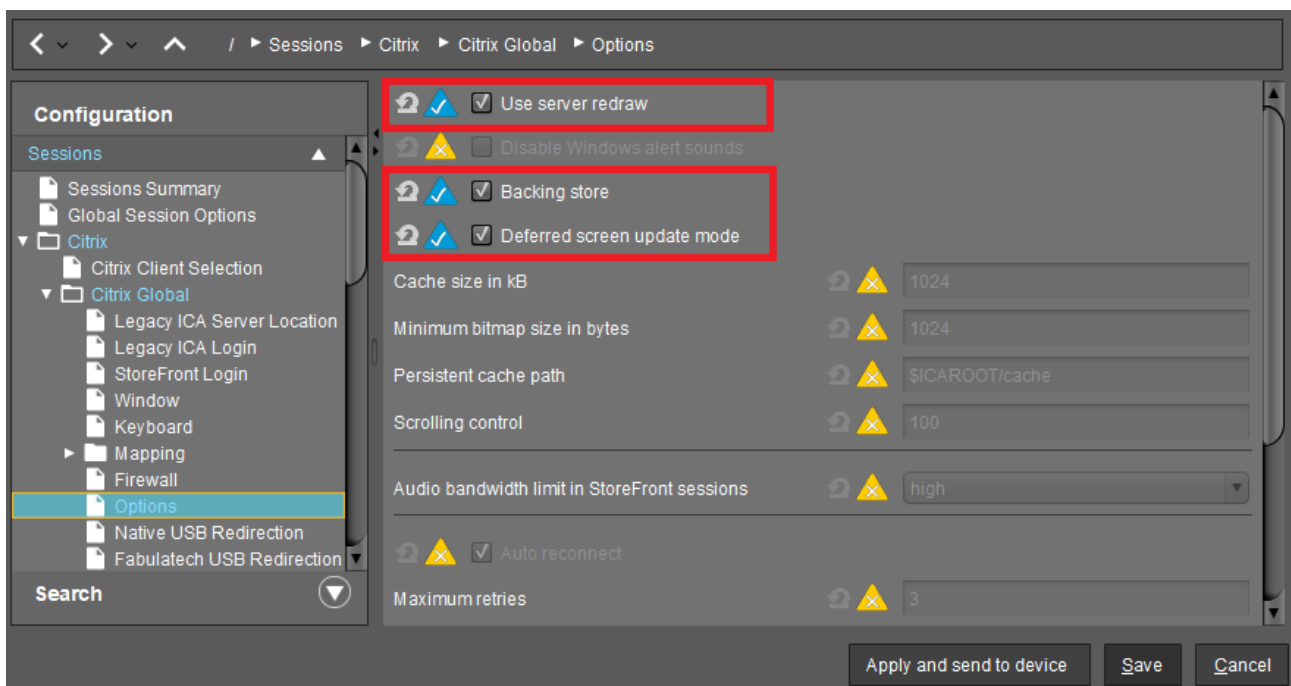 / Sessions Citrix Citrix Global Options
Configuration
Sessions
Sessions Summary
Global Session Options
Citrix
Citrix Client Selection
Citrix Global
Legacy ICA Server Location
Legacy ICA Login
StoreFront Login
Window
Keyboard
Mapping
Firewall
Options
Native USB Redirection
Fabulatech USB Redirection
Search
Use server redraw
Disable Windows alert sounds
Backing store
Deferred screen update mode
Cache size in kB 1024
Minimum bitmap size in bytes 1024
Persistent cache path $ICAROOT/cache
Scrolling control 100
Audio bandwidth limit in StoreFront sessions high
Auto reconnect
Maximum retries 3
Apply and send to device Save Cancel